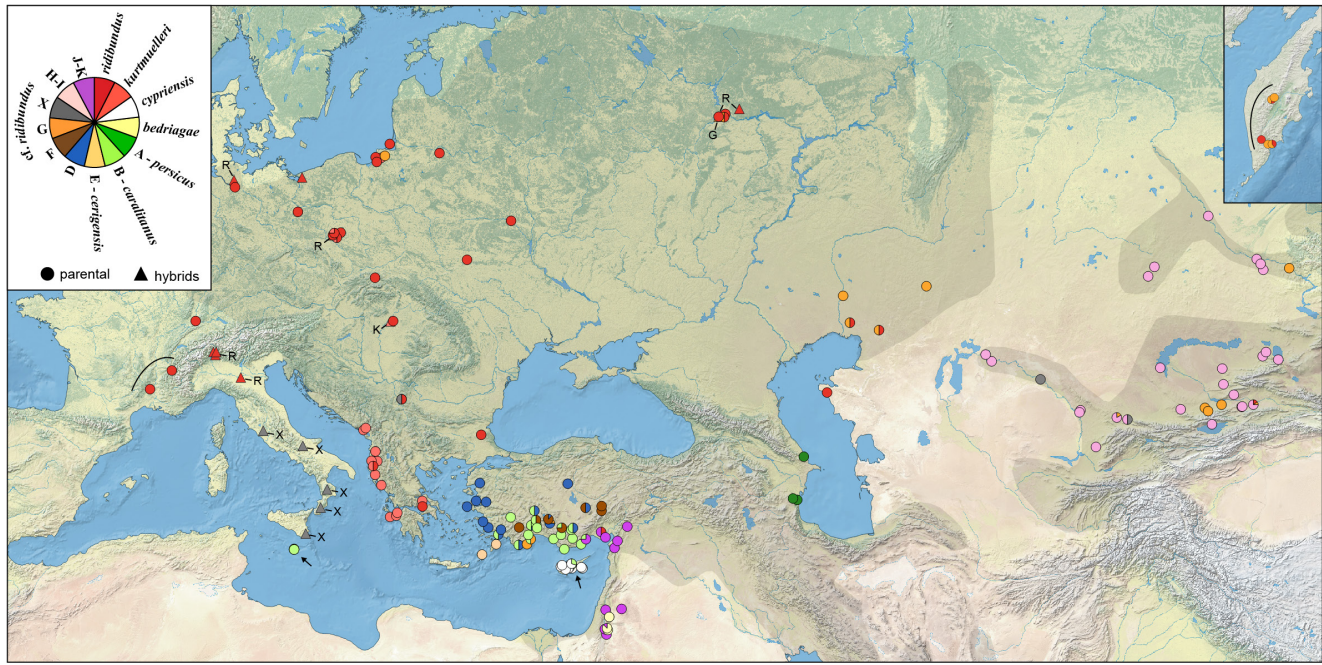 ridibundus
kurtmuelleri
cypriensis
bedriagae
A - persicus
B - caralitanus
E - cerigensis
D
F
G
X
cf. ridibundus
H-I
J-K
parental
hybrids
R
G
R
R
K
R
R
X
X
X
X
X